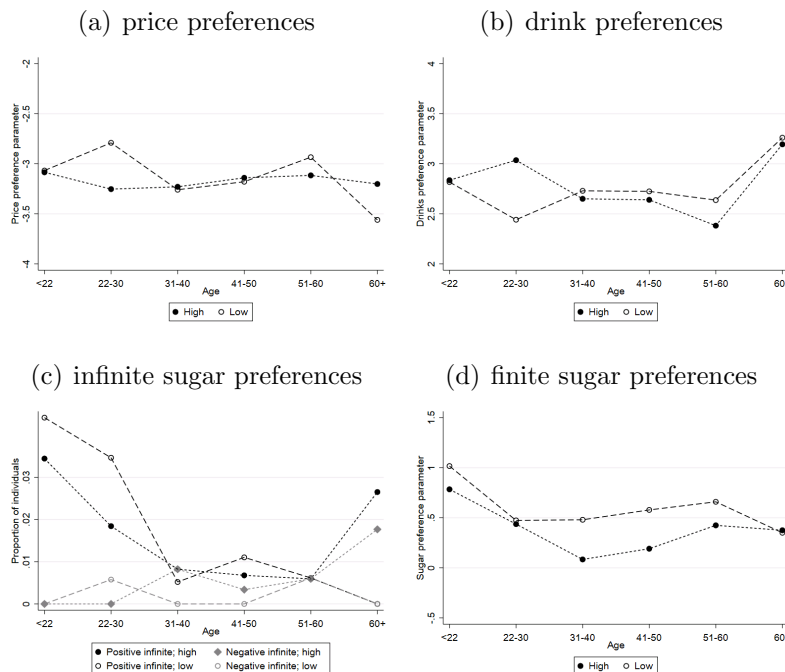 (a) price preferences
(b) drink preferences
Price preference parameter
-2
-2.5
-3
-3.5
-4
<22 22-30 31-40 41-50 51-60 60+
Age
High Low
Drinks preference parameter
4
3.5
3
2.5
2
<22 22-30 31-40 41-50 51-60 60
Age
High Low
(c) infinite sugar preferences
(d) finite sugar preferences
Proportion of individuals
.03
.02
.01
0
<22 22-30 31-40 41-50 51-60 60+
Age
Positive infinite; high Negative infinite; high
Positive infinite; low Negative infinite; low
Sugar preference parameter
1.5
1
.5
0
-.5
<22 22-30 31-40 41-50 51-60 60
Age
High Low